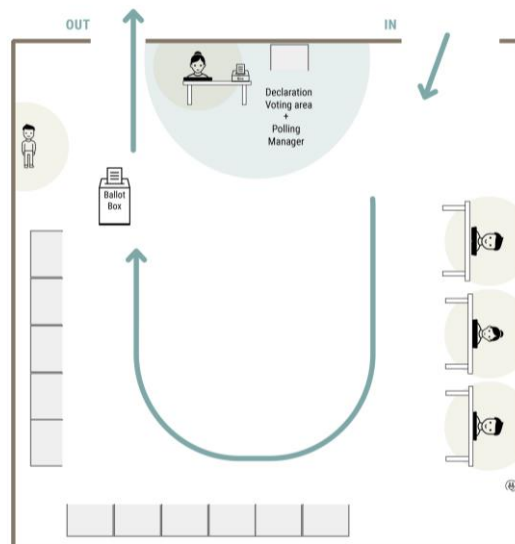 OUT
IN
Declaration
Voting area
+
Polling
Manager
Ballot
Box